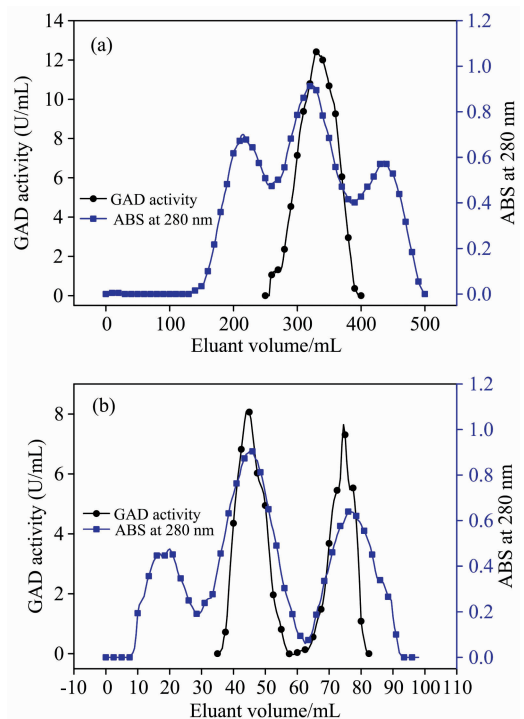 (a)
GAD activity (U/mL)
14
12
10
8
6
4
2
0
GAD activity
ABS at 280 nm
1.2
1.0
0.8
0.6
0.4
0.2
0.0
ABS at 280 nm
0 100 200 300 400 500
Eluant volume/mL
(b)
GAD activity (U/mL)
8
6
4
2
0
GAD activity
ABS at 280 nm
1.2
1.0
0.8
0.6
0.4
0.2
0.0
ABS at 280 nm
-10 0 10 20 30 40 50 60 70 80 90 100 110
Eluant volume/mL